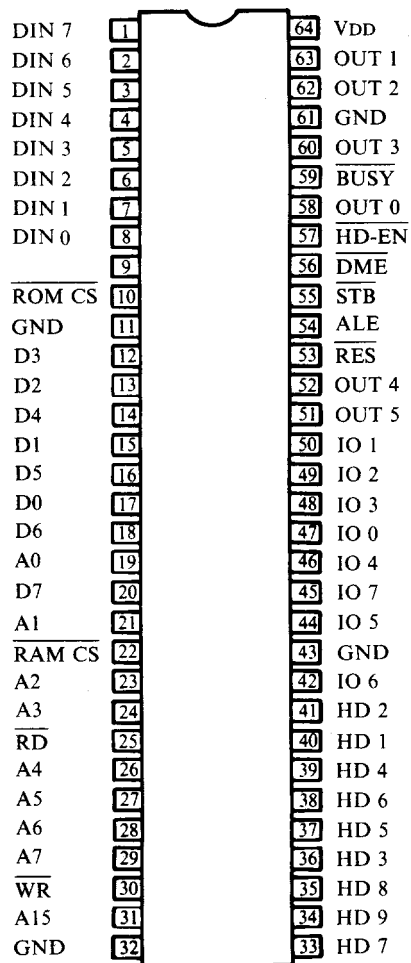 DIN 7 1 64 VDD
DIN 6 2 63 OUT 1
DIN 5 3 62 OUT 2
DIN 4 4 61 GND
DIN 3 5 60 OUT 3
DIN 2 6 59 BUSY
DIN 1 7 58 OUT 0
DIN 0 8 57 HD-EN
9 56 DME
ROM CS 10 55 STB
GND 11 54 ALE
D3 12 53 RES
D2 13 52 OUT 4
D4 14 51 OUT 5
D1 15 50 IO 1
D5 16 49 IO 2
D0 17 48 IO 3
D6 18 47 IO 0
A0 19 46 IO 4
D7 20 45 IO 7
A1 21 44 IO 5
RAM CS 22 43 GND
A2 23 42 IO 6
A3 24 41 HD 2
RD 25 40 HD 1
A4 26 39 HD 4
A5 27 38 HD 6
A6 28 37 HD 5
A7 29 36 HD 3
WR 30 35 HD 8
A15 31 34 HD 9
GND 32 33 HD 7